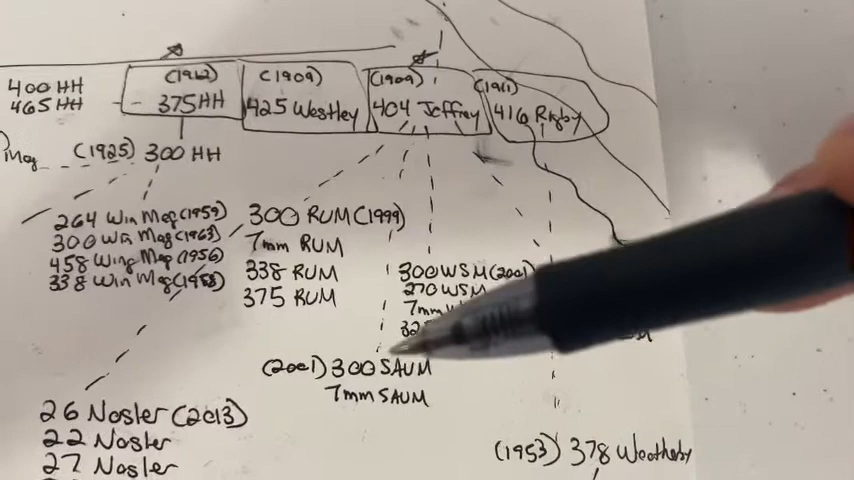 400 HH
465 HH
(1962)
375 HH
(1909)
425 Westley
(1909)
404 Jeffrey
(1911)
416 Rigby
Mag
(1925) 300 HH
264 Win Mag (1959)
300 Win Mag (1963)
458 Wing Mag (1956)
338 Win Mag (1958)
300 RUM (1999)
7mm RUM
338 RUM
375 RUM
300 WSM (2001)
270 WSM
7mm
(2001) 300 SAUM
7mm SAUM
26 Nosler (2013)
22 Nosler
27 Nosler
(1953) 378 Weatherby